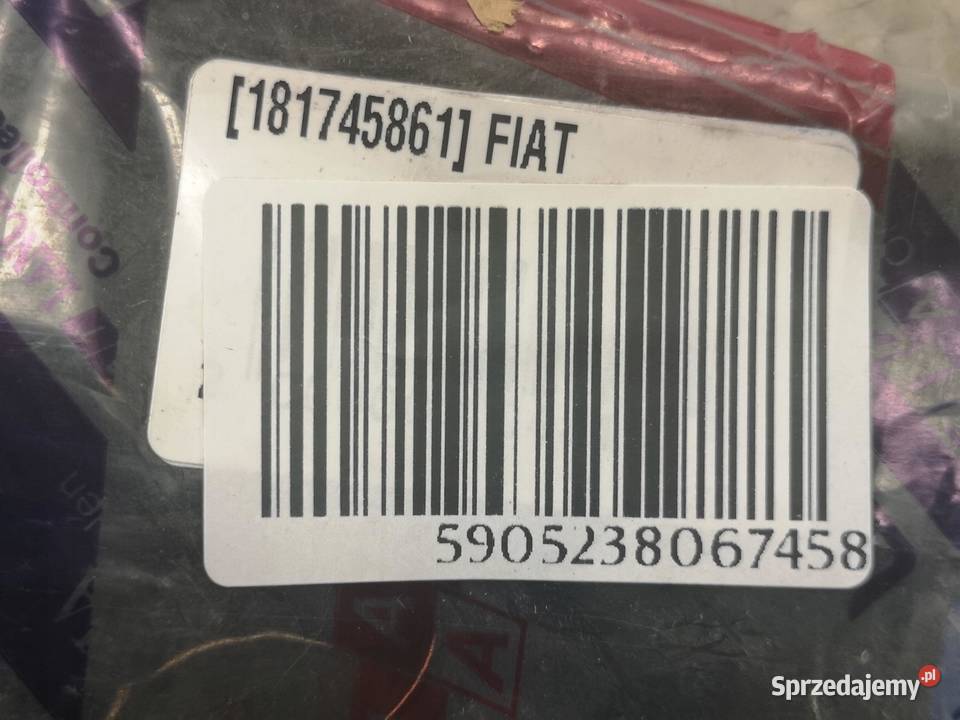 [181745861] FIAT
5905238067458
Sprzedajemy.pl